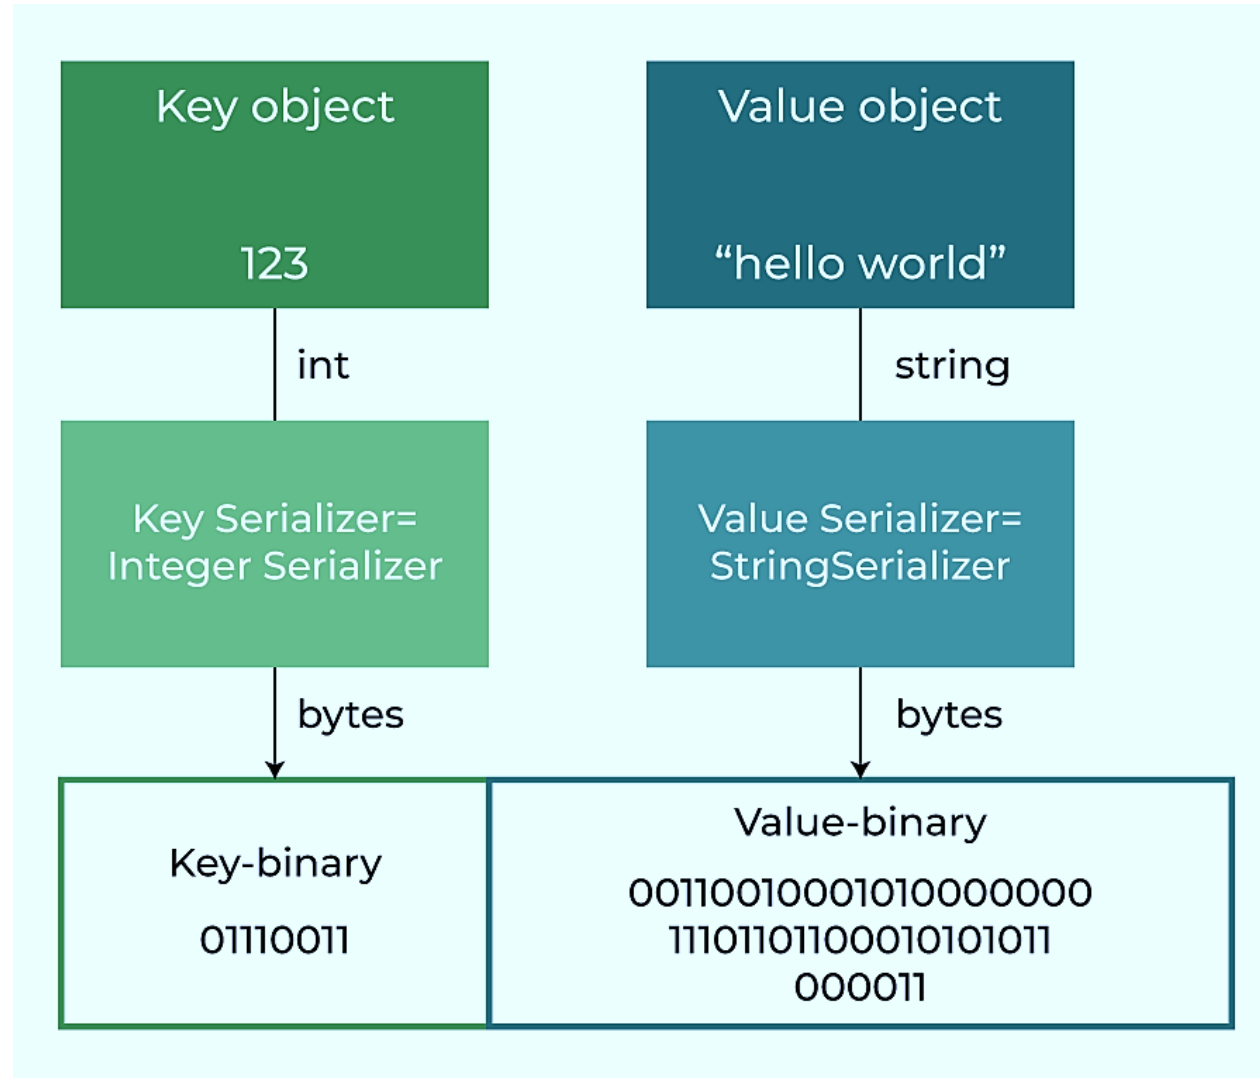 Key object
123
int
Key Serializer=
Integer Serializer
bytes
Key-binary
01110011
Value object
“hello world”
string
Value Serializer=
StringSerializer
bytes
Value-binary
00110010001010000000
11101101100010101011
000011